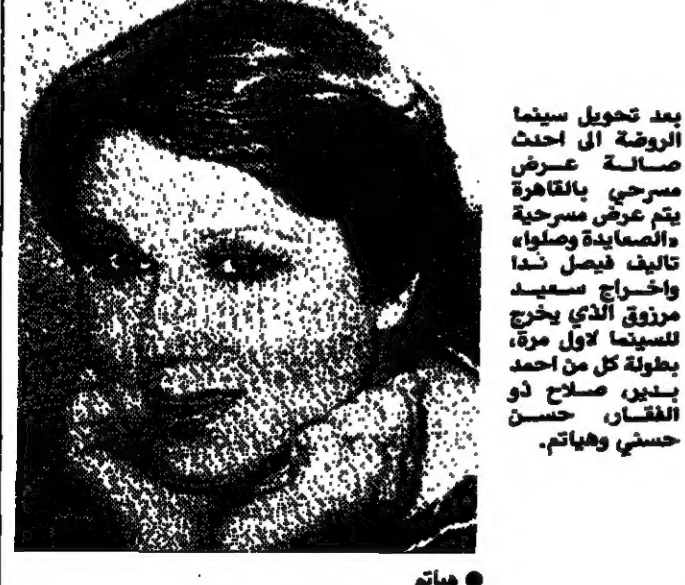 بعد تحويل سينما
الروضة الى احدث
صالة عرض
مسرحي بالقاهرة
يتم عرض مسرحية
«الصعايدة وصلوا»
تاليف فيصل ندا
واخراج سعيد
مرزوق الذي يخرج
للسينما لاول مرة،
بطولة كل من احمد
بدير، صلاح ذو
الفقار، حسن
حسني وهياتم.
● هياتم